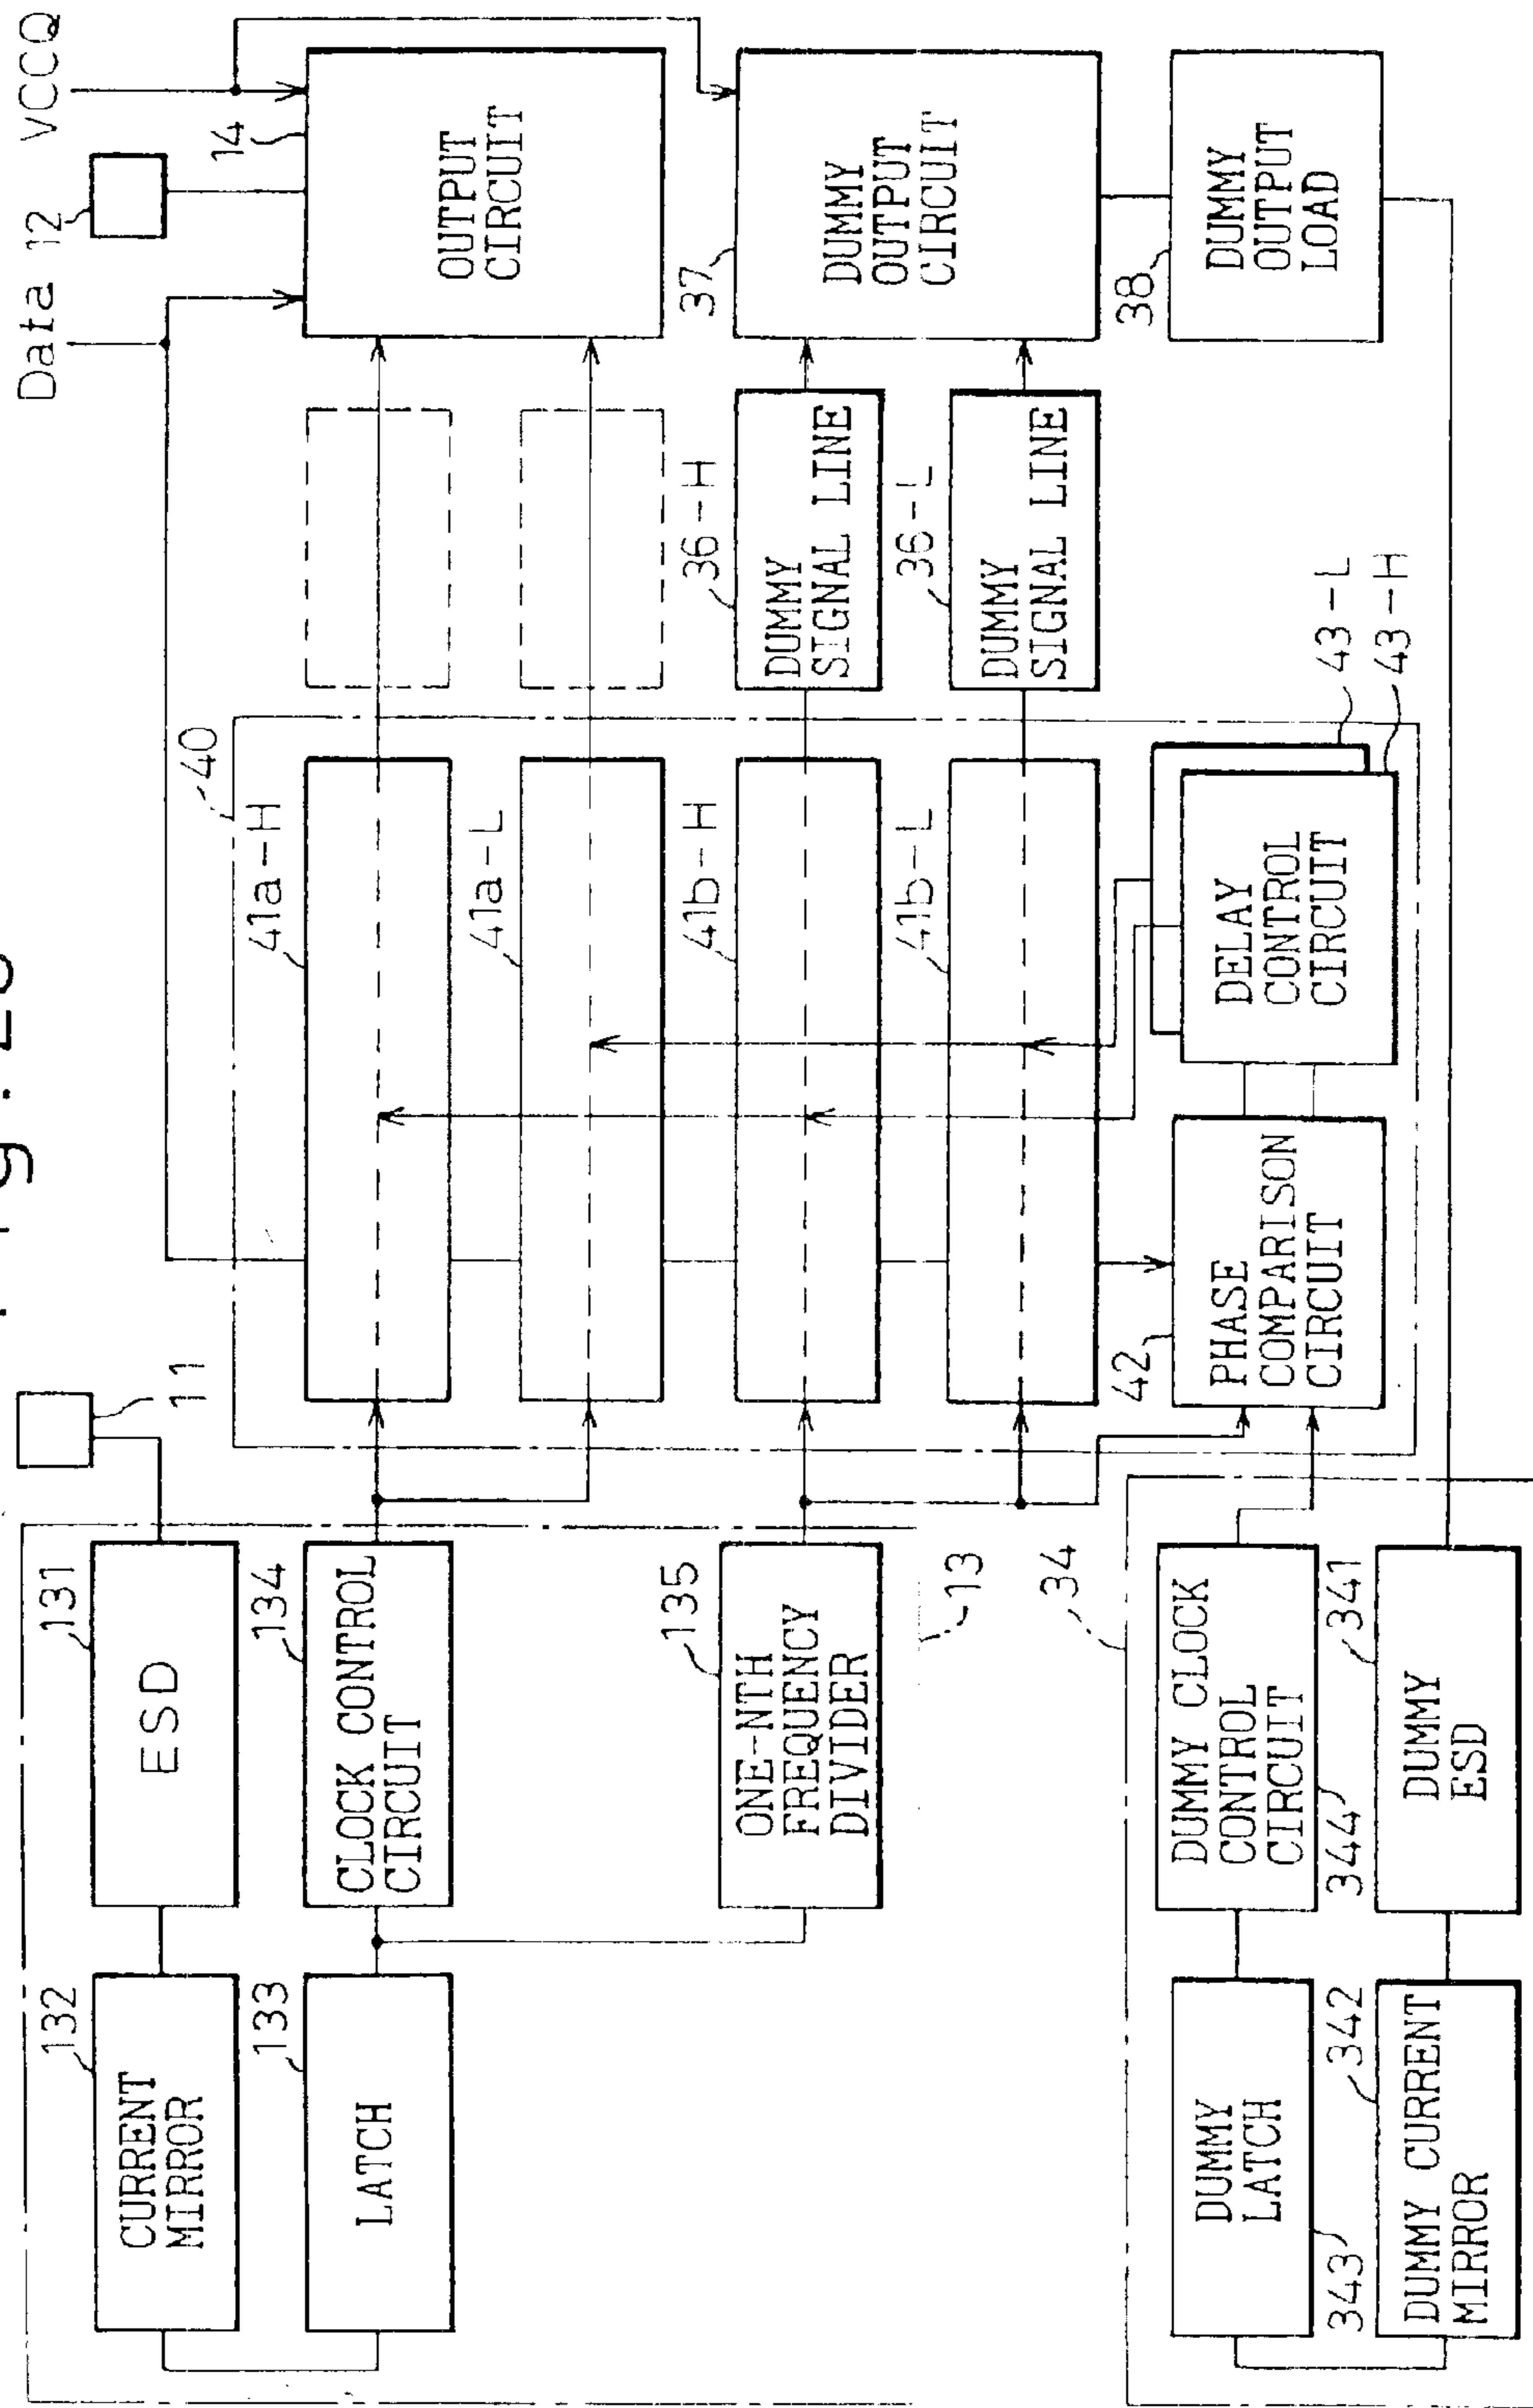 11
131
ESD
132
CURRENT
MIRROR
134
CLOCK CONTROL
CIRCUIT
133
LATCH
135
ONE-NTH
FREQUENCY
DIVIDER
13
34
DUMMY CLOCK
CONTROL
CIRCUIT
344
341
DUMMY
ESD
DUMMY
LATCH
343
342
DUMMY CURRENT
MIRROR
40
41a-H
41a-L
41b-H
41b-L
42
PHASE
COMPARISON
CIRCUIT
DELAY
CONTROL
CIRCUIT
43-L
43-H
36-H
DUMMY
SIGNAL LINE
36-L
DUMMY
SIGNAL LINE
Data
12
VCCQ
14
OUTPUT
CIRCUIT
37
DUMMY
OUTPUT
CIRCUIT
38
DUMMY
OUTPUT
LOAD